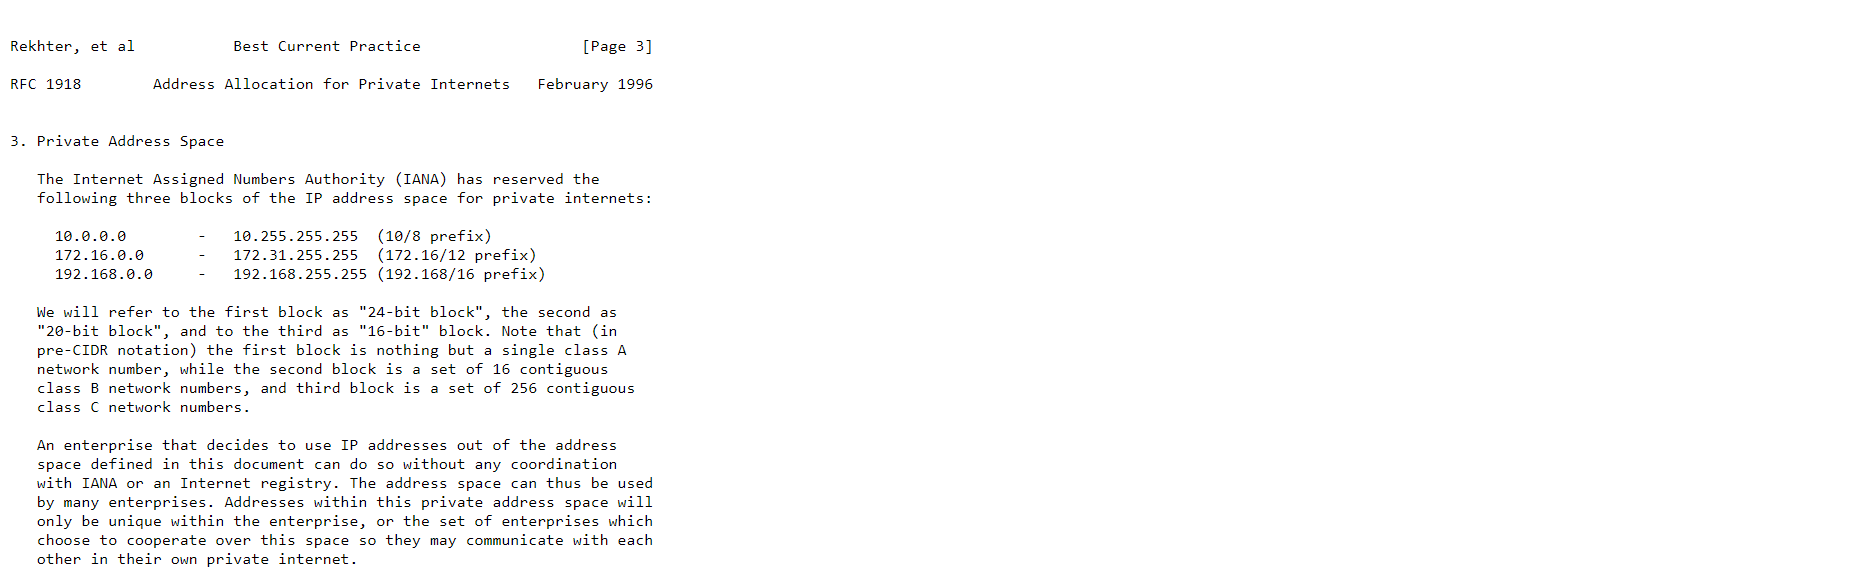 Rekhter, et al           Best Current Practice                  [Page 3]
RFC 1918        Address Allocation for Private Internets   February 1996
3. Private Address Space
The Internet Assigned Numbers Authority (IANA) has reserved the
following three blocks of the IP address space for private internets:
10.0.0.0        -   10.255.255.255  (10/8 prefix)
172.16.0.0      -   172.31.255.255  (172.16/12 prefix)
192.168.0.0     -   192.168.255.255 (192.168/16 prefix)
We will refer to the first block as "24-bit block", the second as
"20-bit block", and to the third as "16-bit" block. Note that (in
pre-CIDR notation) the first block is nothing but a single class A
network number, while the second block is a set of 16 contiguous
class B network numbers, and third block is a set of 256 contiguous
class C network numbers.
An enterprise that decides to use IP addresses out of the address
space defined in this document can do so without any coordination
with IANA or an Internet registry. The address space can thus be used
by many enterprises. Addresses within this private address space will
only be unique within the enterprise, or the set of enterprises which
choose to cooperate over this space so they may communicate with each
other in their own private internet.